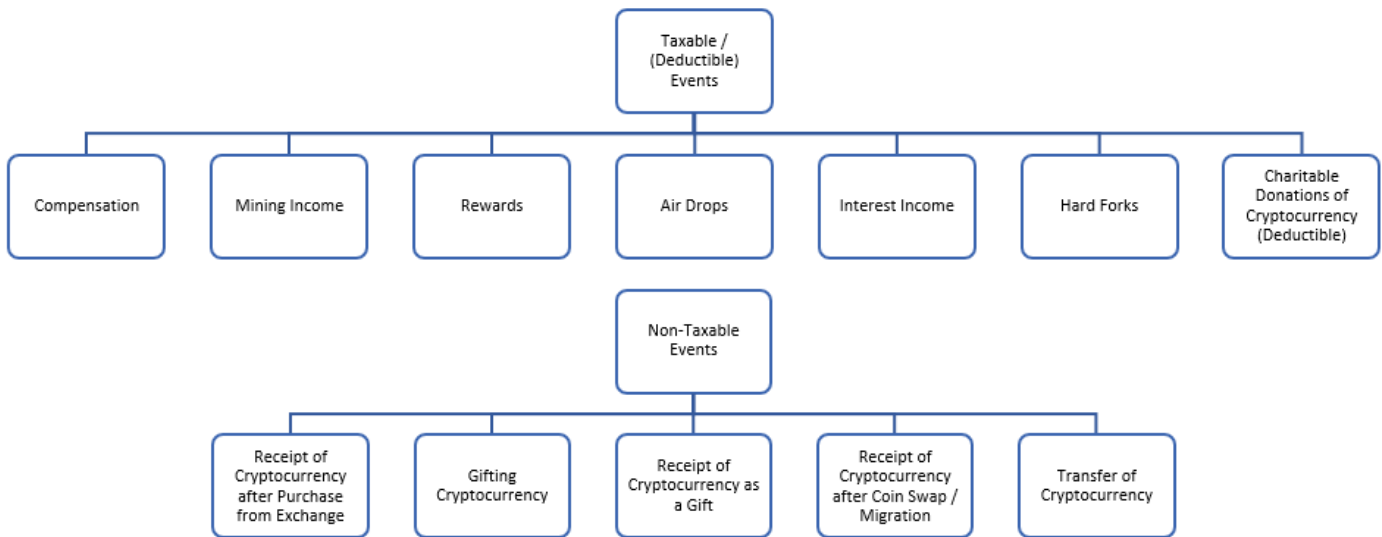 Taxable /
(Deductible)
Events
Compensation
Mining Income
Rewards
Air Drops
Interest Income
Hard Forks
Charitable
Donations of
Cryptocurrency
(Deductible)
Non-Taxable
Events
Receipt of
Cryptocurrency
after Purchase
from Exchange
Gifting
Cryptocurrency
Receipt of
Cryptocurrency as
a Gift
Receipt of
Cryptocurrency
after Coin Swap /
Migration
Transfer of
Cryptocurrency